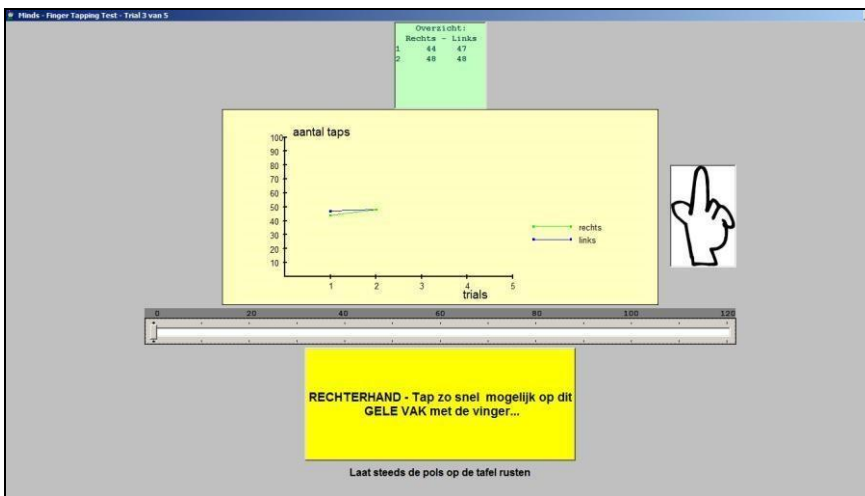 Minds - Finger Tapping Test - Trial 3 van 5
Overzicht:
Rechts - Links
1 44 47
2 48 48
aantal taps
100
90
80
70
60
50
40
30
20
10
1 2 3 4 5
trials
rechts
links
0 20 40 60 80 100 120
RECHTERHAND - Tap zo snel mogelijk op dit
GELE VAK met de vinger...
Laat steeds de pols op de tafel rusten